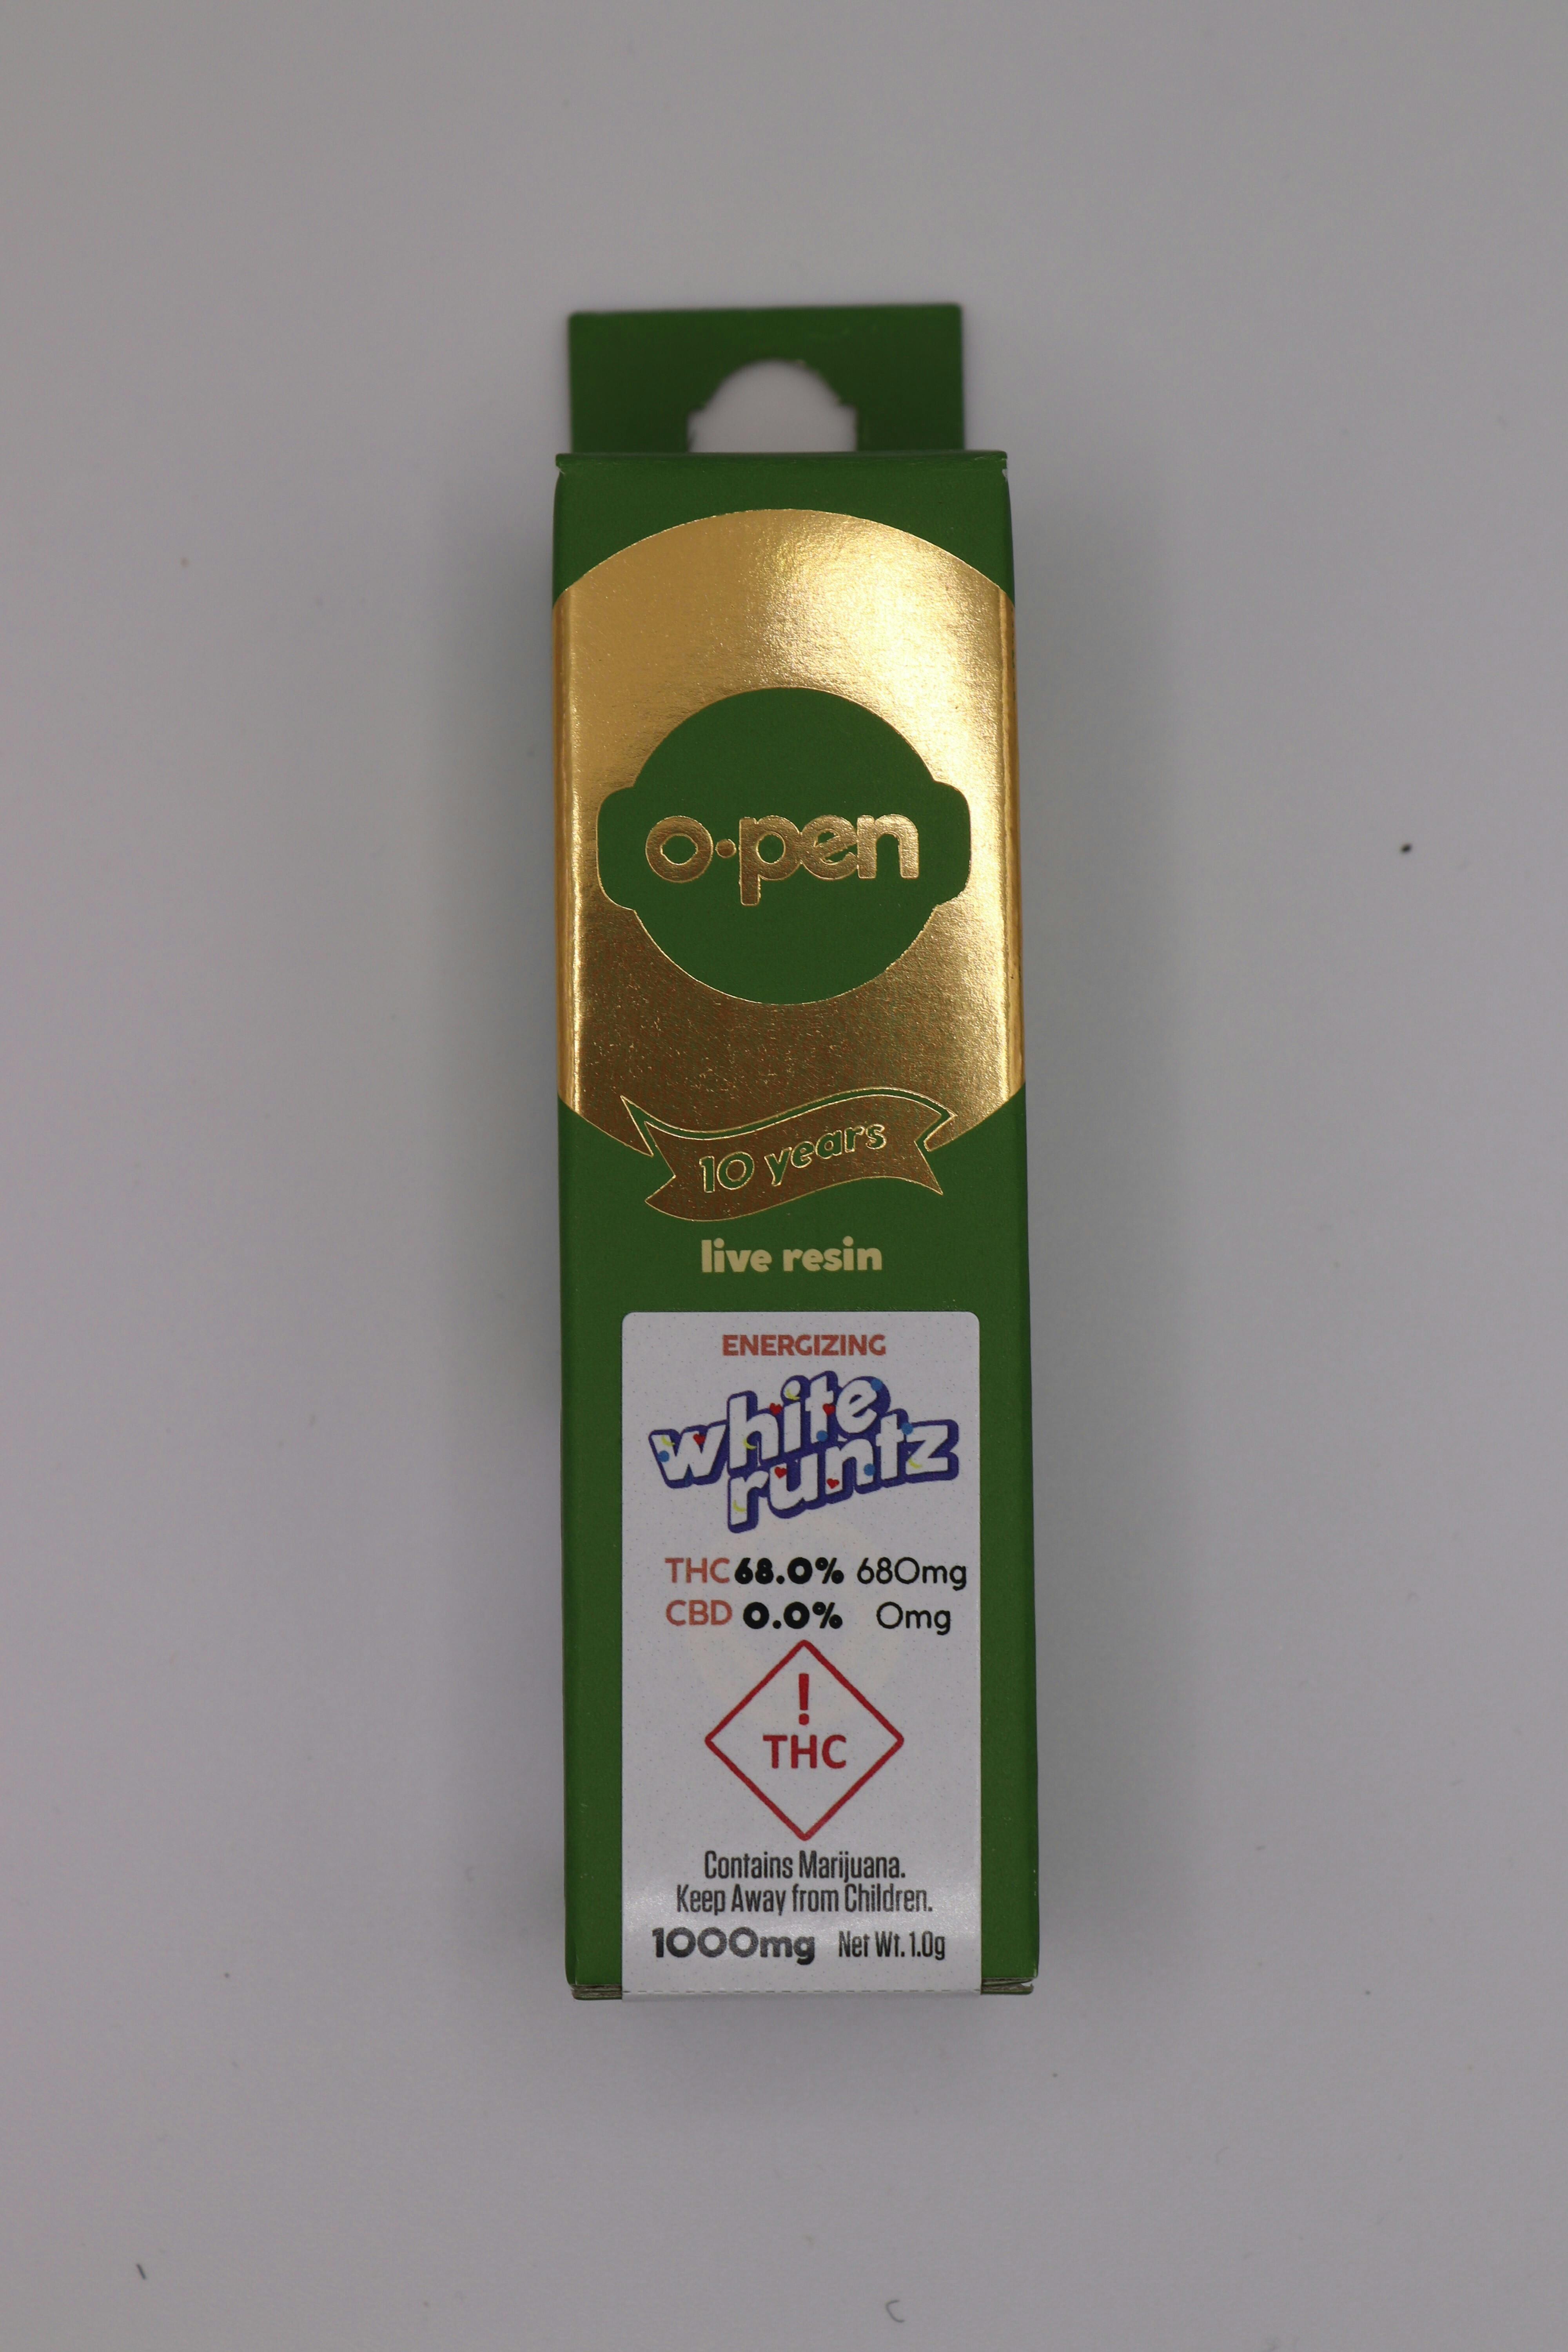 o·pen
10 years
live resin
ENERGIZING
white
runtz
THC 68.0% 680mg
CBD 0.0% 0mg
!
THC
Contains Marijuana.
Keep Away from Children.
1000mg Net Wt. 1.0g